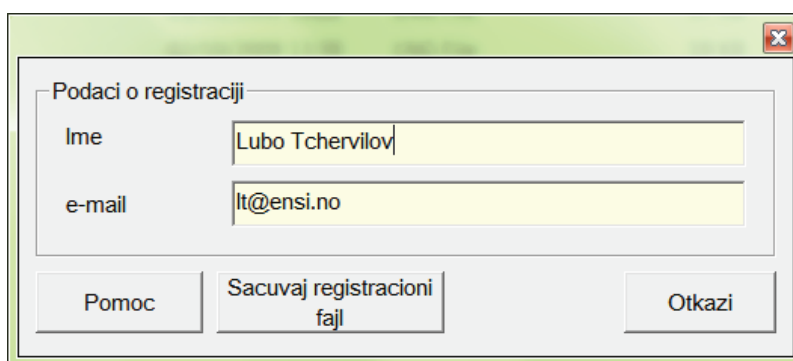 Podaci o registraciji
Ime
Lubo Tchervilov
e-mail
lt@ensi.no
Pomoc
Sacuvaj registracioni
fajl
Otkazi